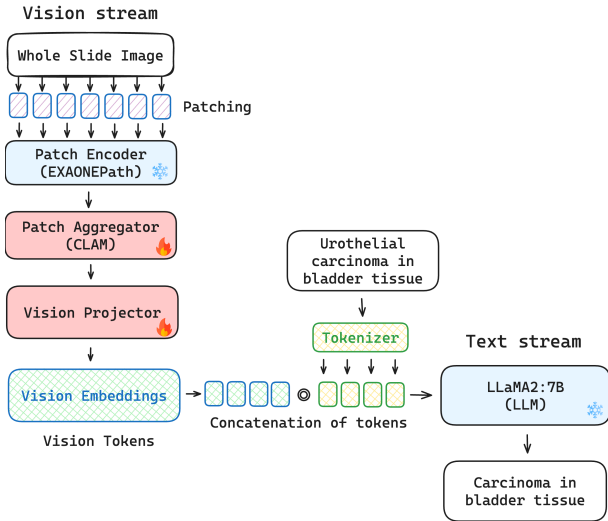 Vision stream
Whole Slide Image
Patching
Patch Encoder
(EXAONEPath)
Patch Aggregator
(CLAM)
Vision Projector
Vision Embeddings
Vision Tokens
Urothelial
carcinoma in
bladder tissue
Tokenizer
Concatenation of tokens
Text stream
LLaMA2:7B
(LLM)
Carcinoma in
bladder tissue